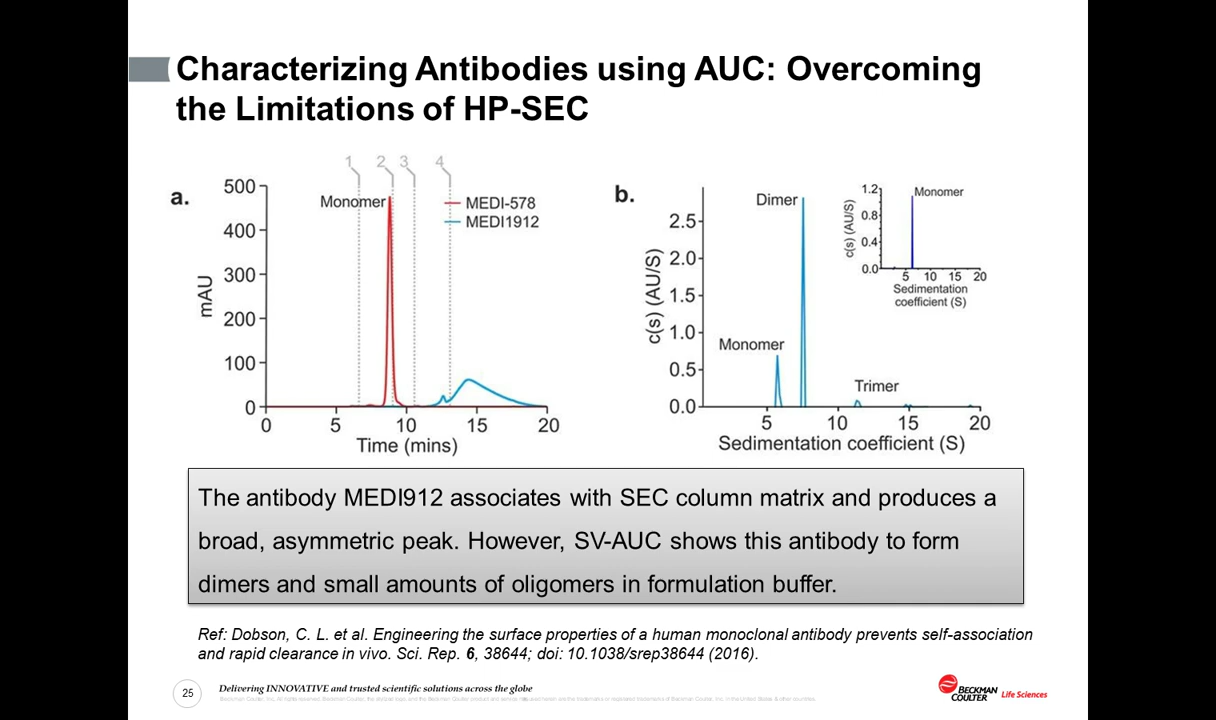 Characterizing Antibodies using AUC: Overcoming
the Limitations of HP-SEC
a.
1 2 3 4
500
400
300
200
100
0
mAU
Monomer
MEDI-578
MEDI1912
0 5 10 15 20
Time (mins)
b.
2.5
2.0
1.5
1.0
0.5
0.0
c(s) (AU/S)
Dimer
Monomer
Trimer
5 10 15 20
Sedimentation coefficient (S)
1.2
0.8
0.4
0.0
c(s) (AU/S)
Monomer
5 10 15 20
Sedimentation
coefficient (S)
The antibody MEDI912 associates with SEC column matrix and produces a
broad, asymmetric peak. However, SV-AUC shows this antibody to form
dimers and small amounts of oligomers in formulation buffer.
Ref: Dobson, C. L. et al. Engineering the surface properties of a human monoclonal antibody prevents self-association
and rapid clearance in vivo. Sci. Rep. 6, 38644; doi: 10.1038/srep38644 (2016).
25
Delivering INNOVATIVE and trusted scientific solutions across the globe
BECKMAN
COULTER
Life Sciences